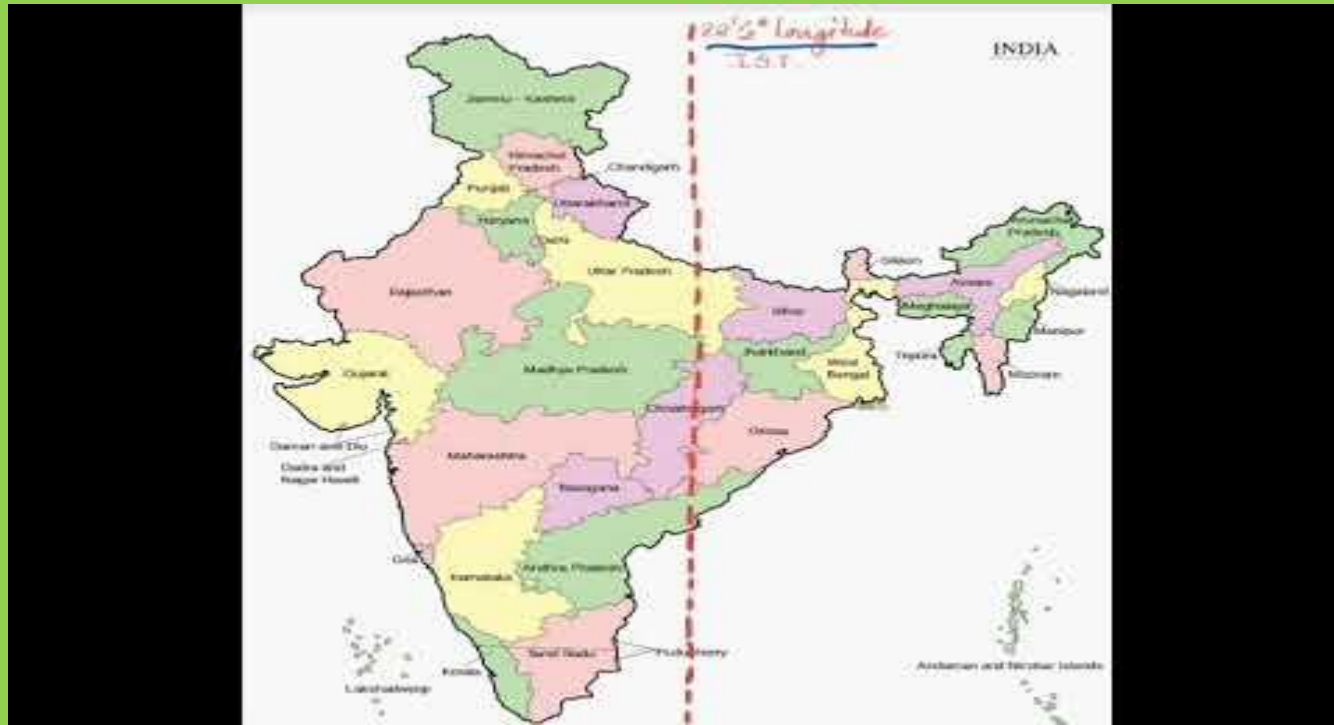 22'5° longitude
I.S.T.
INDIA
Jammu - Kashmir
Himachal
Pradesh
Chandigarh
Punjab
Uttarakhand
Haryana
Delhi
Arunachal
Pradesh
Sikkim
Uttar Pradesh
Assam
Nagaland
Rajasthan
Bihar
Meghalaya
Manipur
Jharkhand
West
Bengal
Tripura
Mizoram
Gujarat
Madhya Pradesh
Chhattisgarh
Orissa
Daman and Diu
Maharashtra
Dadra and
Nagar Haveli
Telangana
Goa
Andhra Pradesh
Karnataka
Tamil Nadu
Puducherry
Kerala
Lakshadweep
Andaman and Nicobar Islands